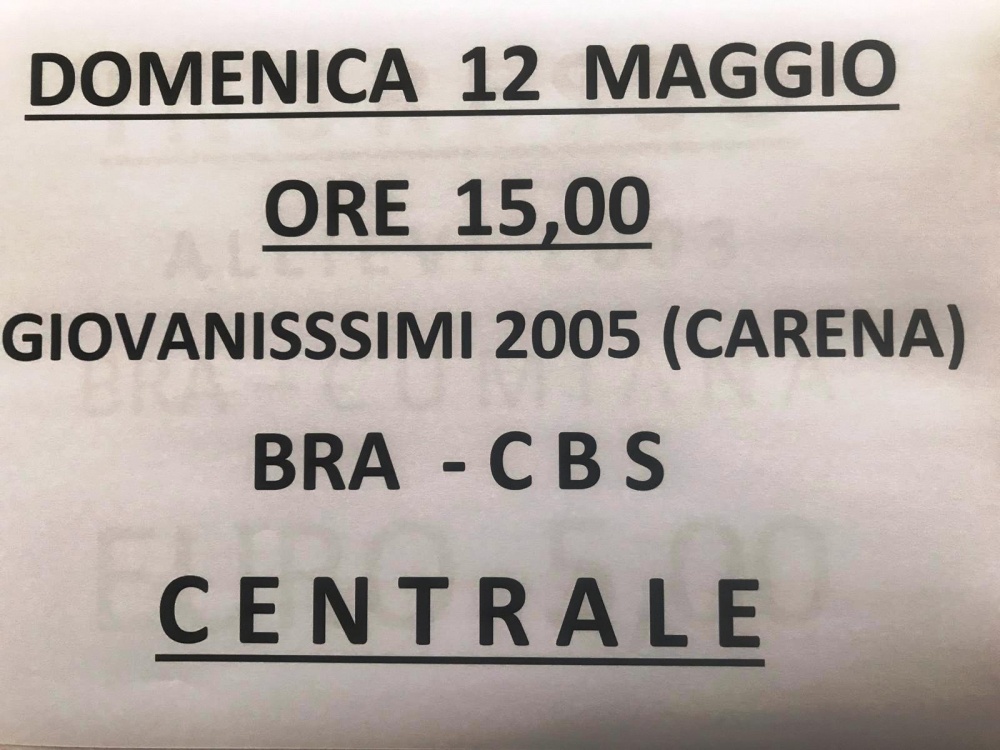 DOMENICA 12 MAGGIO
ORE 15,00
GIOVANISSSIMI 2005 (CARENA)
BRA - C B S
C E N T R A L E